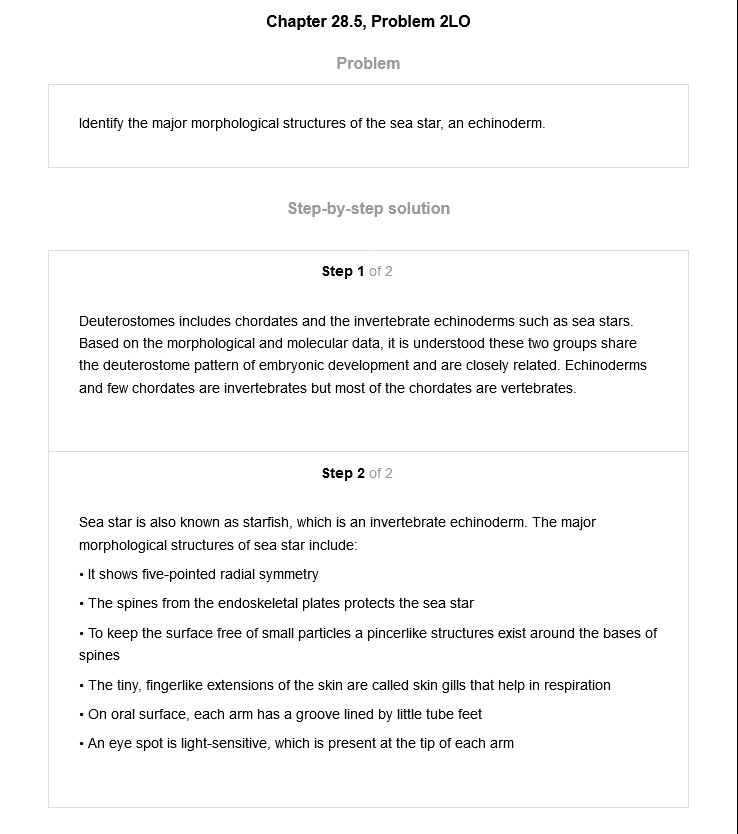 Chapter 28.5, Problem 2LO
Problem
Identify the major morphological structures of the sea star, an echinoderm.
Step-by-step solution
Step 1 of 2
Deuterostomes includes chordates and the invertebrate echinoderms such as sea stars.
Based on the morphological and molecular data, it is understood these two groups share
the deuterostome pattern of embryonic development and are closely related. Echinoderms
and few chordates are invertebrates but most of the chordates are vertebrates.
Step 2 of 2
Sea star is also known as starfish, which is an invertebrate echinoderm. The major
morphological structures of sea star include:
• It shows five-pointed radial symmetry
• The spines from the endoskeletal plates protects the sea star
• To keep the surface free of small particles a pincerlike structures exist around the bases of
spines
• The tiny, fingerlike extensions of the skin are called skin gills that help in respiration
• On oral surface, each arm has a groove lined by little tube feet
• An eye spot is light-sensitive, which is present at the tip of each arm